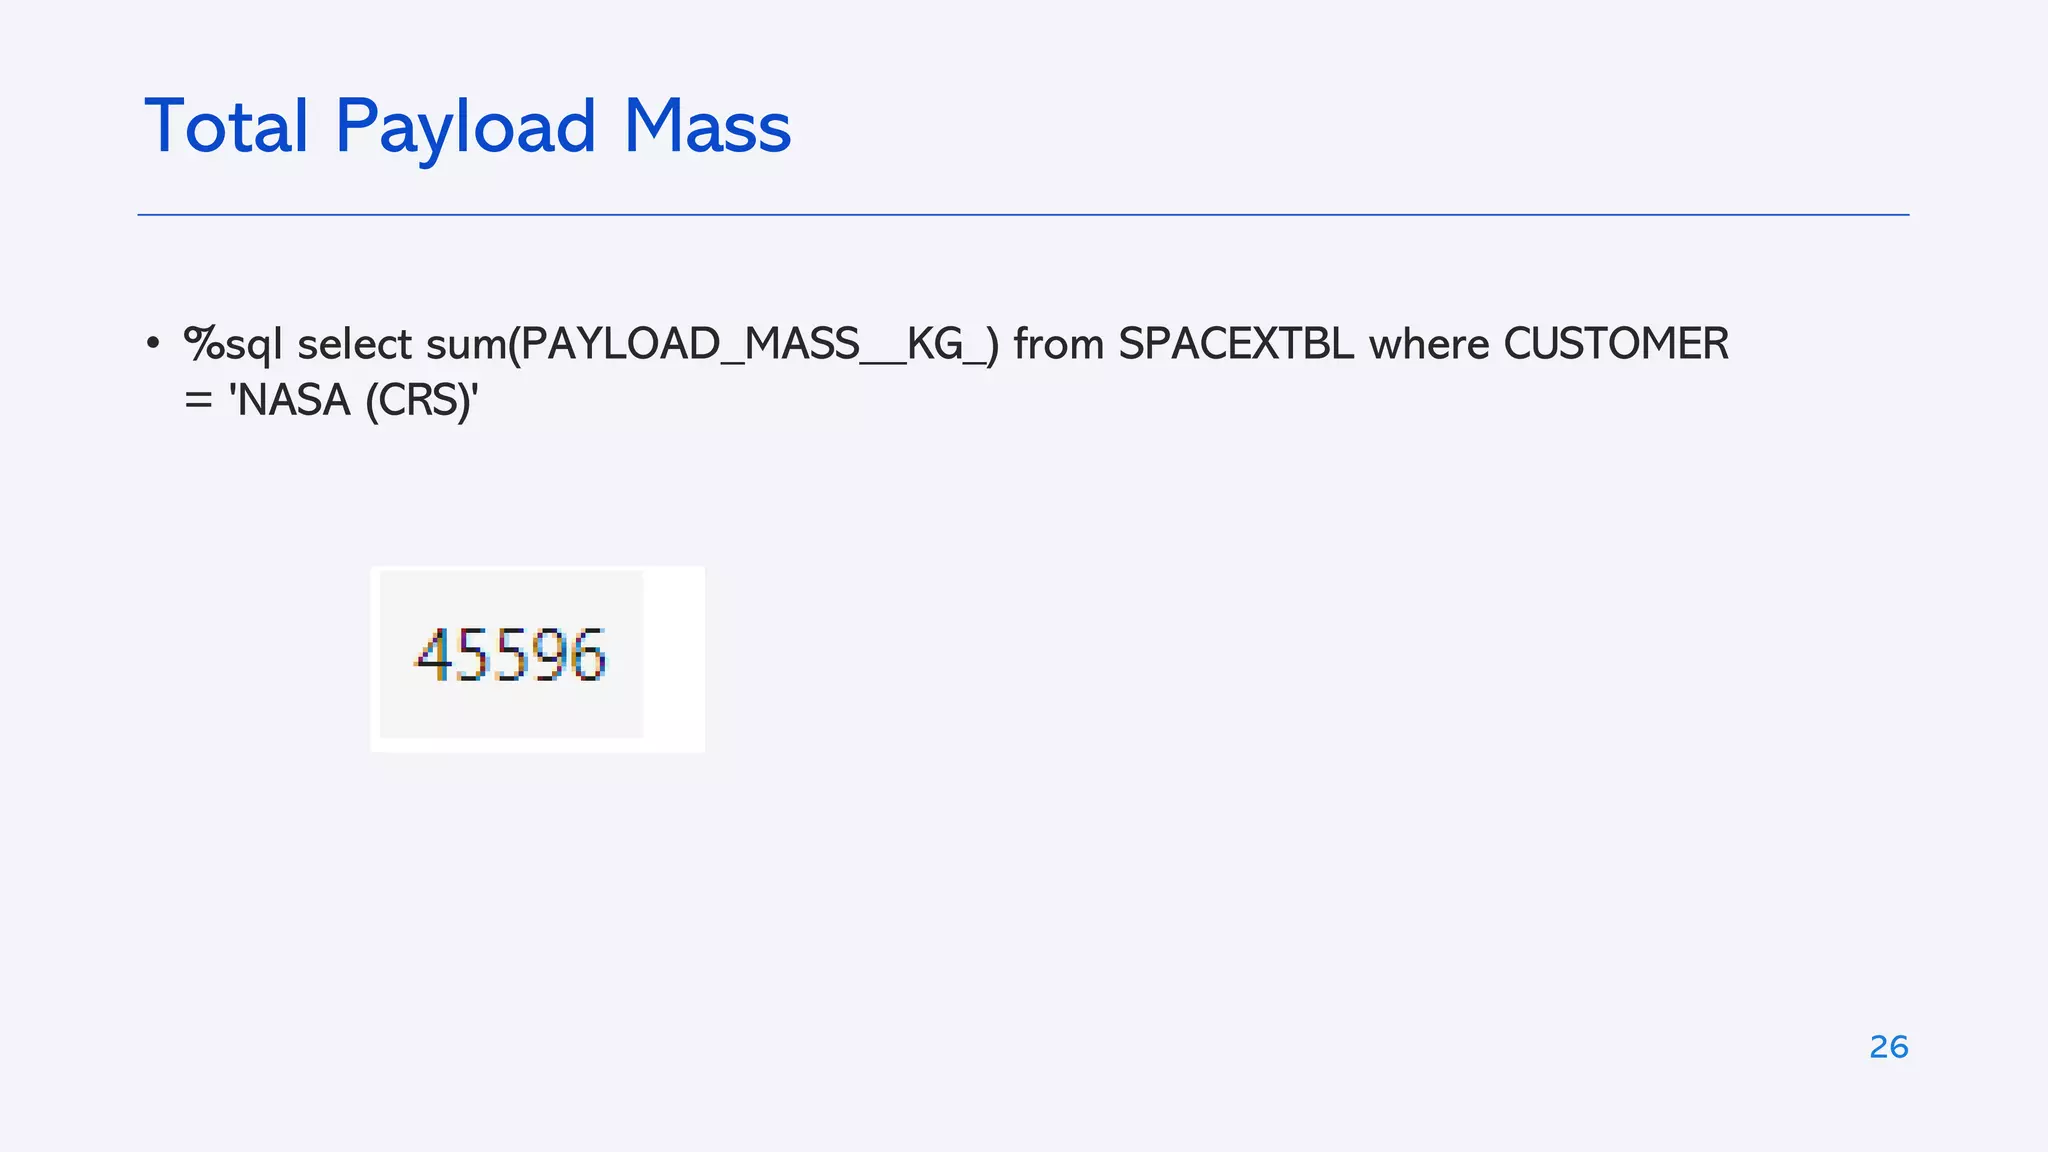 Total Payload Mass
• %sql select sum(PAYLOAD_MASS__KG_) from SPACEXTBL where CUSTOMER
= 'NASA (CRS)'
45596
26